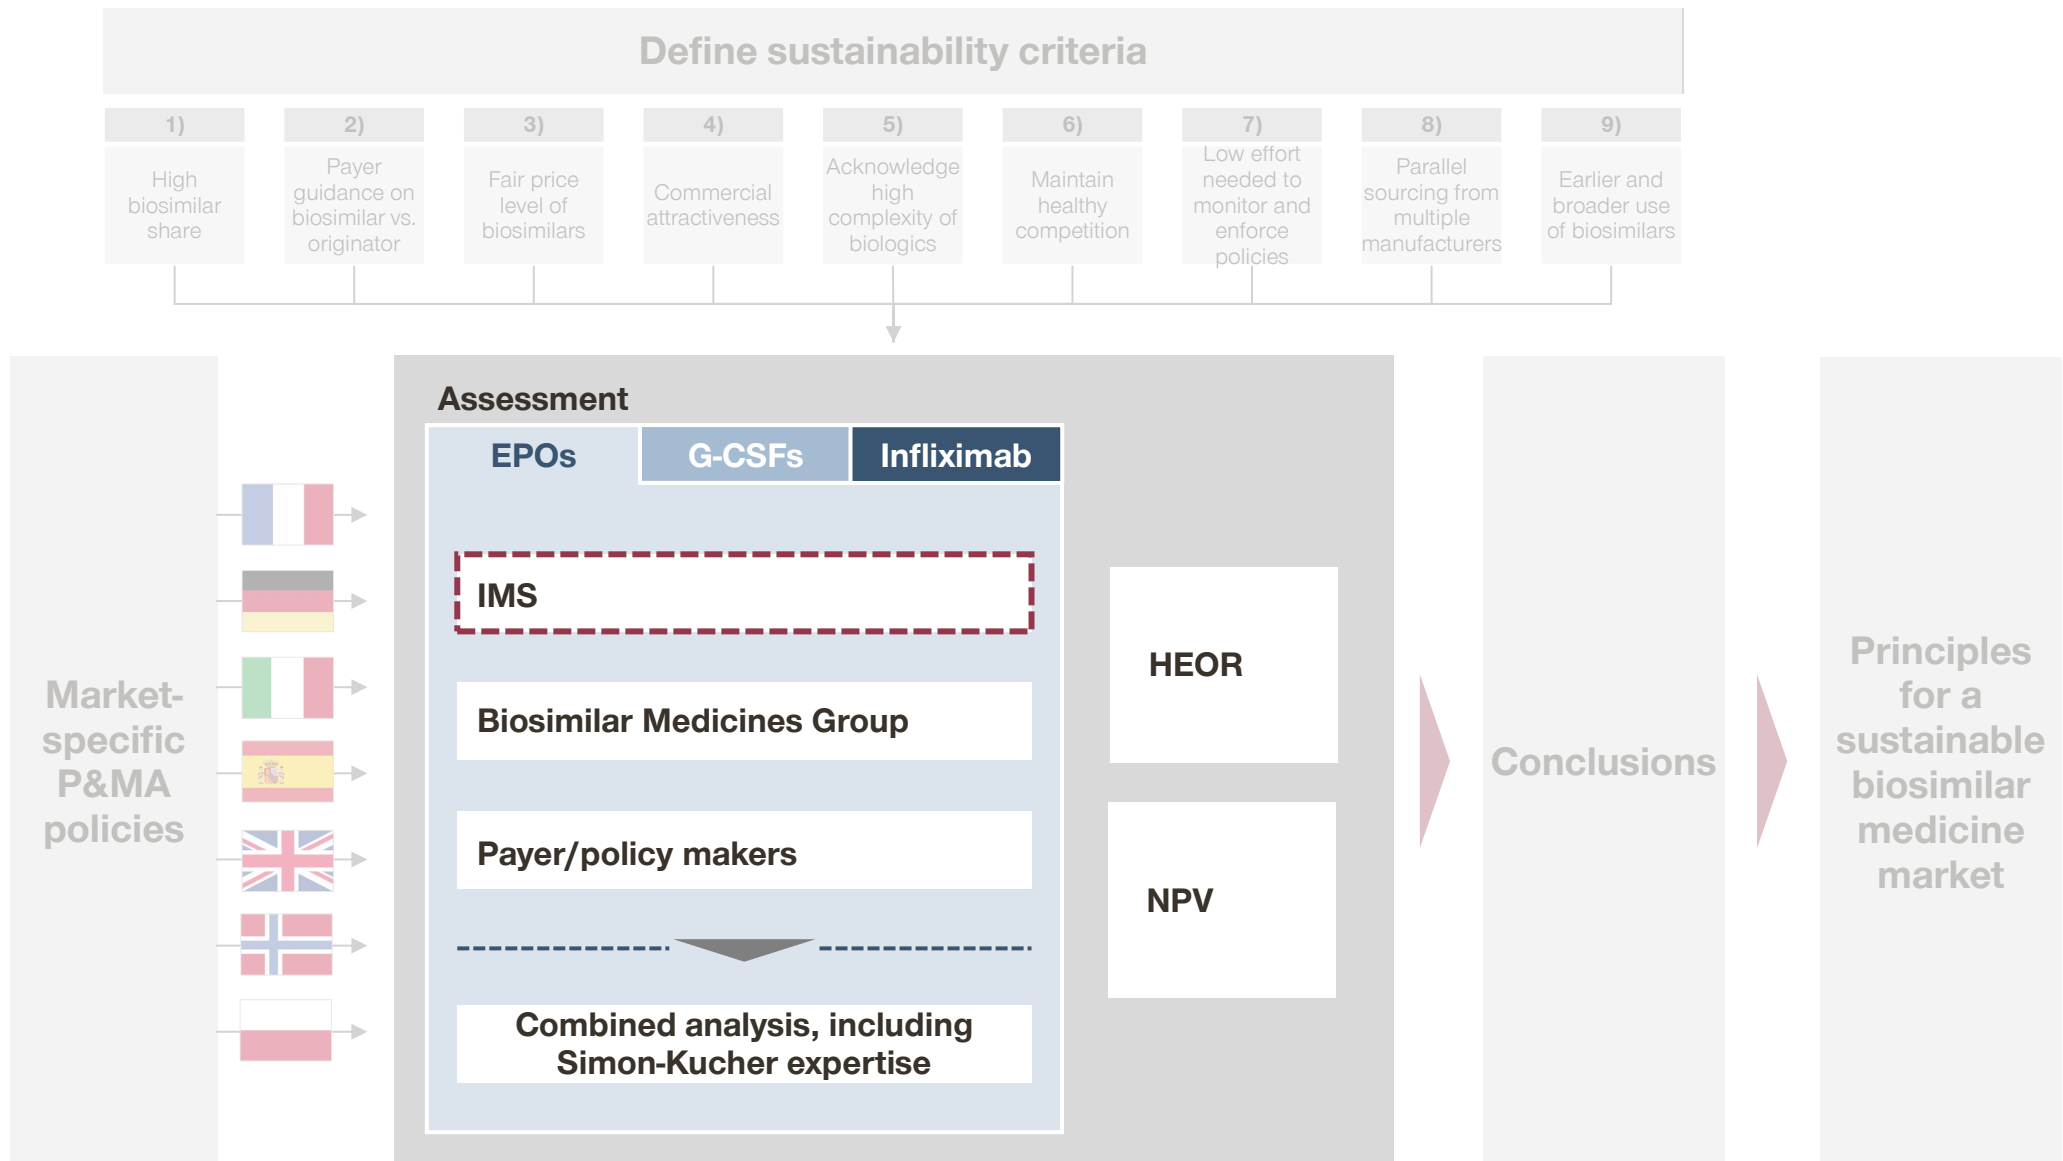 Define sustainability criteria
1)
2)
3)
4)
5)
6)
7)
8)
9)
High
biosimilar
share
Payer
guidance on
biosimilar vs.
originator
Fair price
level of
biosimilars
Commercial
attractiveness
Acknowledge
high
complexity of
biologics
Maintain
healthy
competition
Low effort
needed to
monitor and
enforce
policies
Parallel
sourcing from
multiple
manufacturers
Earlier and
broader use
of biosimilars
Market-
specific
P&MA
policies
Assessment
EPOs
G-CSFs
Infliximab
IMS
Biosimilar Medicines Group
Payer/policy makers
Combined analysis, including
Simon-Kucher expertise
HEOR
NPV
Conclusions
Principles
for a
sustainable
biosimilar
medicine
market